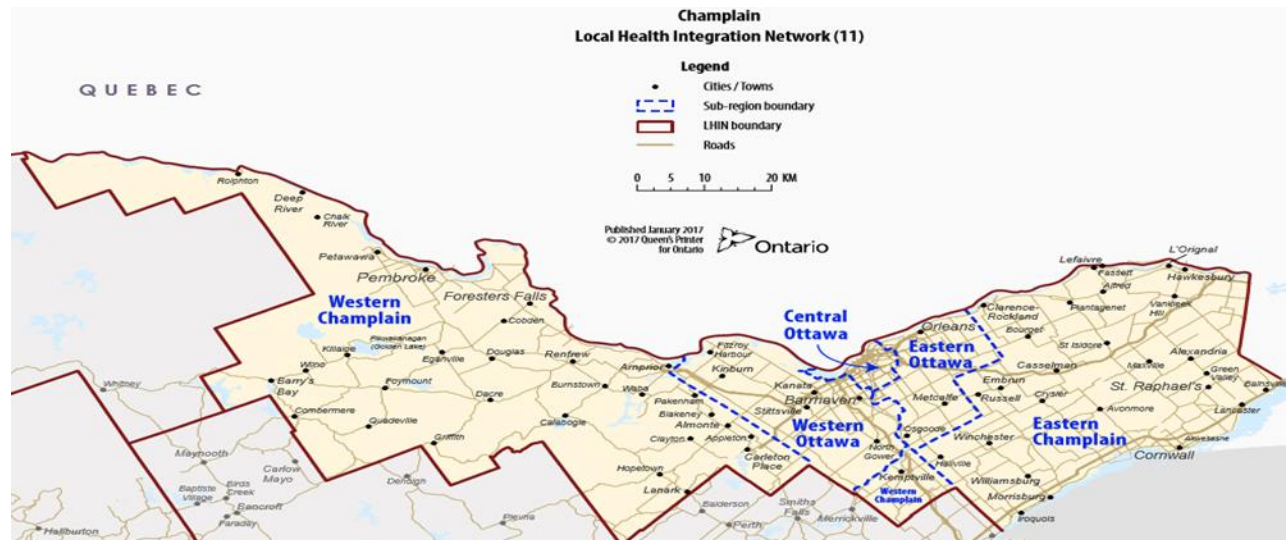 Champlain
Local Health Integration Network (11)
Legend
Cities / Towns
Sub-region boundary
LHIN boundary
Roads
0 5 10 20 KM
Published January 2017
© 2017 Queen's Printer
for Ontario
Ontario
QUEBEC
Rolphton
Deep
River
Chalk
River
Petawawa
Pembroke
Foresters Falls
Western
Champlain
Cobden
Killaloe
Pikwakanagan
(Golden Lake)
Eganville
Douglas
Renfrew
Wilno
Barry's
Bay
Foymount
Burnstown
Waba
Arnprior
Combermere
Quadeville
Dacre
Calabogie
Griffith
Fitzroy
Harbour
Kinburn
Pakenham
Blakeney
Almonte
Clayton
Appleton
Carleton
Place
Hopetown
Lanark
Central
Ottawa
Kanata
Barrhaven
Stittsville
Western
Ottawa
North
Gower
Kemptville
Western
Champlain
Orleans
Eastern
Ottawa
Metcalfe
Osgoode
Hallville
Winchester
Clarence-
Rockland
Bourget
Lefaivre
Fassett
Alfred
Plantagenet
L'Orignal
Hawkesbury
Vankleek
Hill
St Isidore
Casselman
Embrun
Russell
Crysler
Maxville
Alexandria
Green
Valley
St. Raphael's
Bainsville
Lancaster
Avonmore
Eastern
Champlain
Akwesasne
Cornwall
Williamsburg
Morrisburg
Iroquois
Whitney
Maynooth
Carlow
Mayo
Baptiste
Village
Birds
Creek
Bancroft
Faraday
Haliburton
Denbigh
Plevna
Balderson
Perth
Smiths
Falls
Merrickville